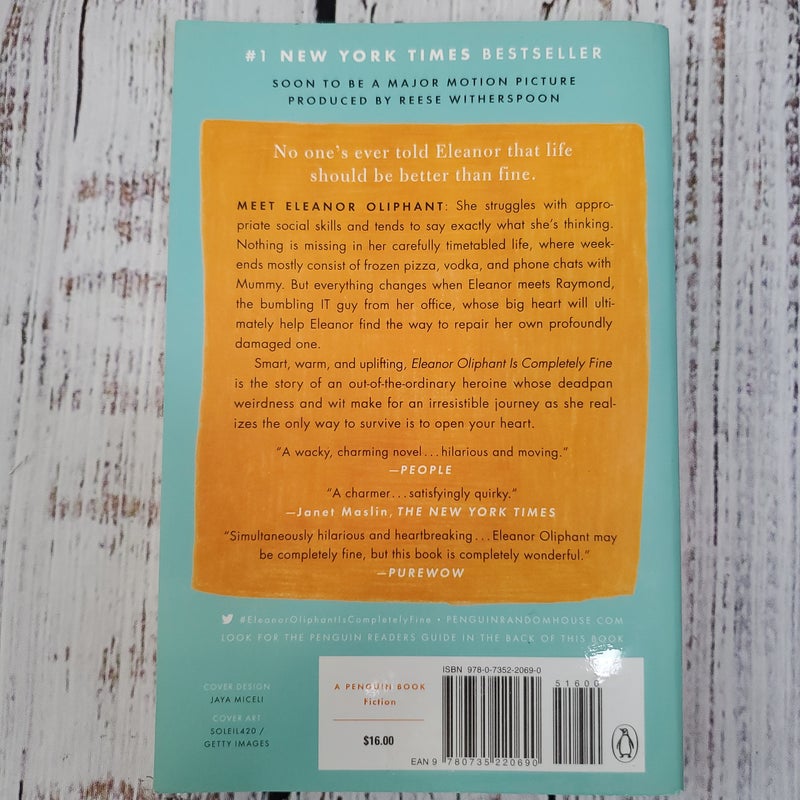 #1 NEW YORK TIMES BESTSELLER
SOON TO BE A MAJOR MOTION PICTURE
PRODUCED BY REESE WITHERSPOON
No one's ever told Eleanor that life
should be better than fine.
MEET ELEANOR OLIPHANT: She struggles with appro-
priate social skills and tends to say exactly what she's thinking.
Nothing is missing in her carefully timetabled life, where week-
ends mostly consist of frozen pizza, vodka, and phone chats with
Mummy. But everything changes when Eleanor meets Raymond,
the bumbling IT guy from her office, whose big heart will ulti-
mately help Eleanor find the way to repair her own profoundly
damaged one.
Smart, warm, and uplifting, Eleanor Oliphant Is Completely Fine
is the story of an out-of-the-ordinary heroine whose deadpan
weirdness and wit make for an irresistible journey as she real-
izes the only way to survive is to open your heart.
"A wacky, charming novel...hilarious and moving."
—PEOPLE
"A charmer...satisfyingly quirky."
—Janet Maslin, THE NEW YORK TIMES
"Simultaneously hilarious and heartbreaking...Eleanor Oliphant may
be completely fine, but this book is completely wonderful."
—PUREWOW
#EleanorOliphantIsCompletelyFine • PENGUINRANDOMHOUSE.COM
LOOK FOR THE PENGUIN READERS GUIDE IN THE BACK OF THIS BOOK
COVER DESIGN
JAYA MICELI
COVER ART
SOLEIL420 /
GETTY IMAGES
A PENGUIN BOOK
Fiction
$16.00
ISBN 978-0-7352-2069-0
51600
EAN 9 780735 220690